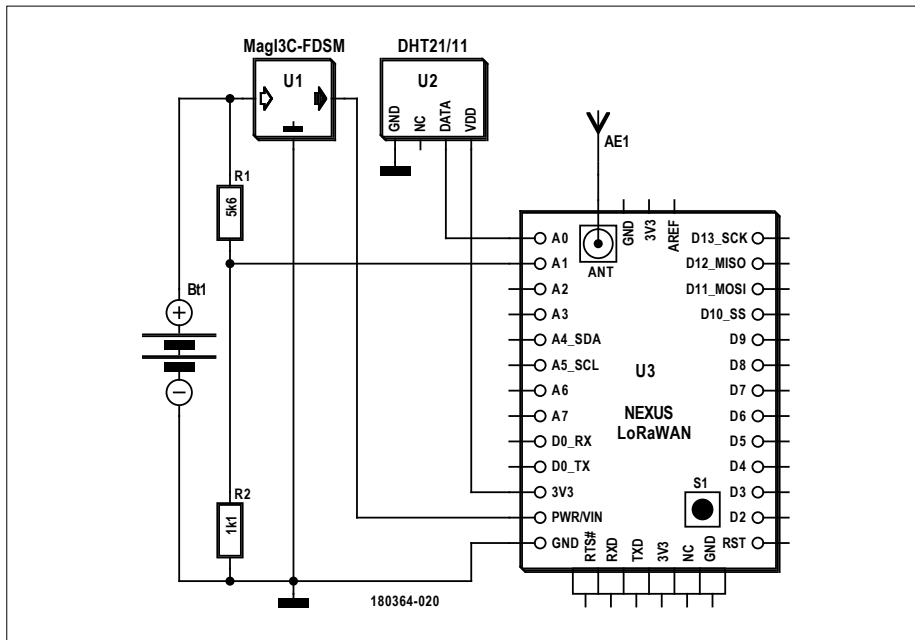 MagI3C-FDSM
U1
DHT21/11
U2
GND
NC
DATA
VDD
AE1
R1
5k6
Bt1
R2
1k1
ANT
GND
3V3
AREF
A0
A1
A2
A3
A4_SDA
A5_SCL
A6
A7
D0_RX
D0_TX
3V3
PWR/VIN
GND
D13_SCK
D12_MISO
D11_MOSI
D10_SS
D9
D8
D7
D6
D5
D4
D3
D2
RST
U3
NEXUS
LoRaWAN
S1
RTS#
RXD
TXD
3V3
NC
GND
180364-020